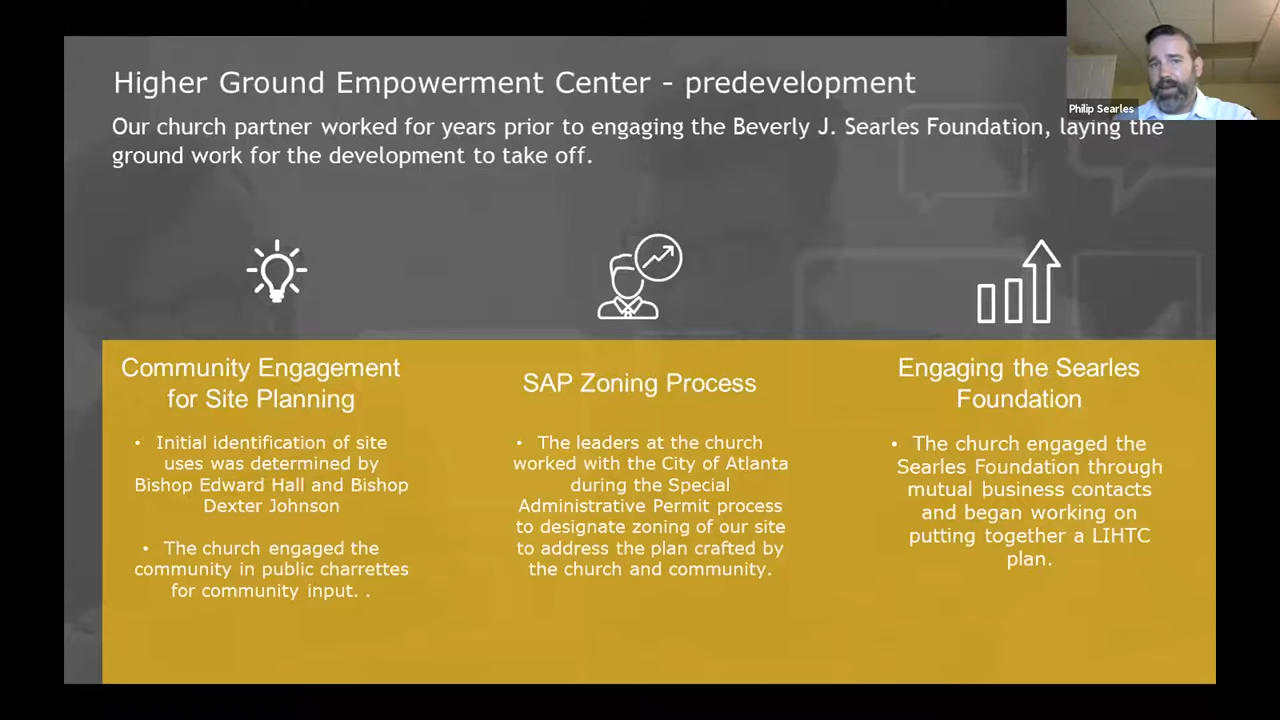 Higher Ground Empowerment Center - predevelopment
Philip Searles
Our church partner worked for years prior to engaging the Beverly J. Searles Foundation, laying the
ground work for the development to take off.
Community Engagement
for Site Planning
• Initial identification of site
uses was determined by
Bishop Edward Hall and Bishop
Dexter Johnson
• The church engaged the
community in public charrettes
for community input. .
SAP Zoning Process
• The leaders at the church
worked with the City of Atlanta
during the Special
Administrative Permit process
to designate zoning of our site
to address the plan crafted by
the church and community.
Engaging the Searles
Foundation
• The church engaged the
Searles Foundation through
mutual business contacts
and began working on
putting together a LIHTC
plan.